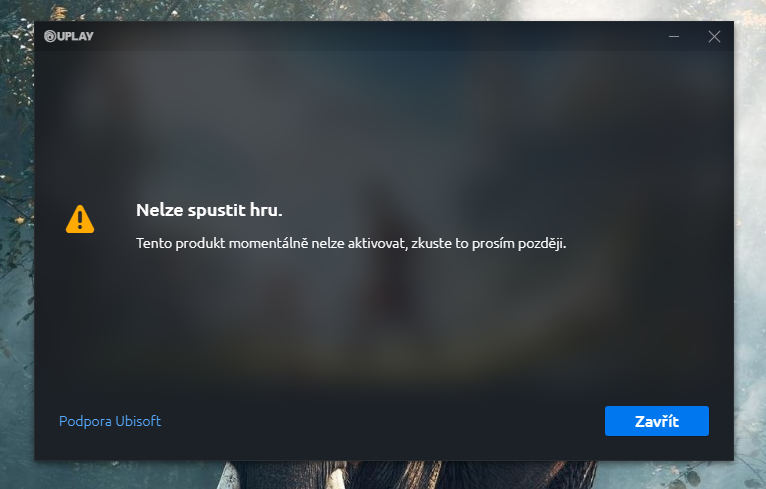 UPLAY
Nelze spustit hru.
Tento produkt momentálně nelze aktivovat, zkuste to prosím později.
Podpora Ubisoft
Zavřít